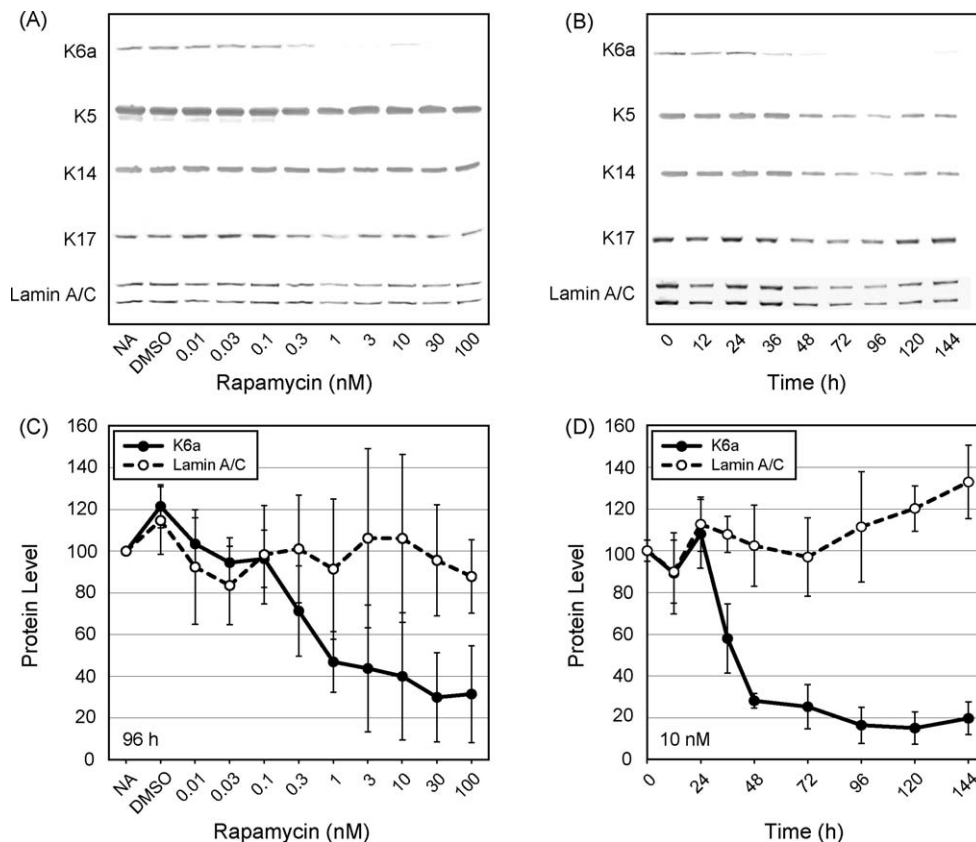 (A)
K6a
K5
K14
K17
Lamin A/C
NA DMSO 0.01 0.03 0.1 0.3 1 3 10 30 100
Rapamycin (nM)
(B)
K6a
K5
K14
K17
Lamin A/C
0 12 24 36 48 72 96 120 144
Time (h)
(C)
160
140
120
100
80
60
40
20
0
Protein Level
K6a
Lamin A/C
96 h
NA DMSO 0.01 0.03 0.1 0.3 1 3 10 30 100
Rapamycin (nM)
(D)
160
140
120
100
80
60
40
20
0
Protein Level
K6a
Lamin A/C
10 nM
0 24 48 72 96 120 144
Time (h)